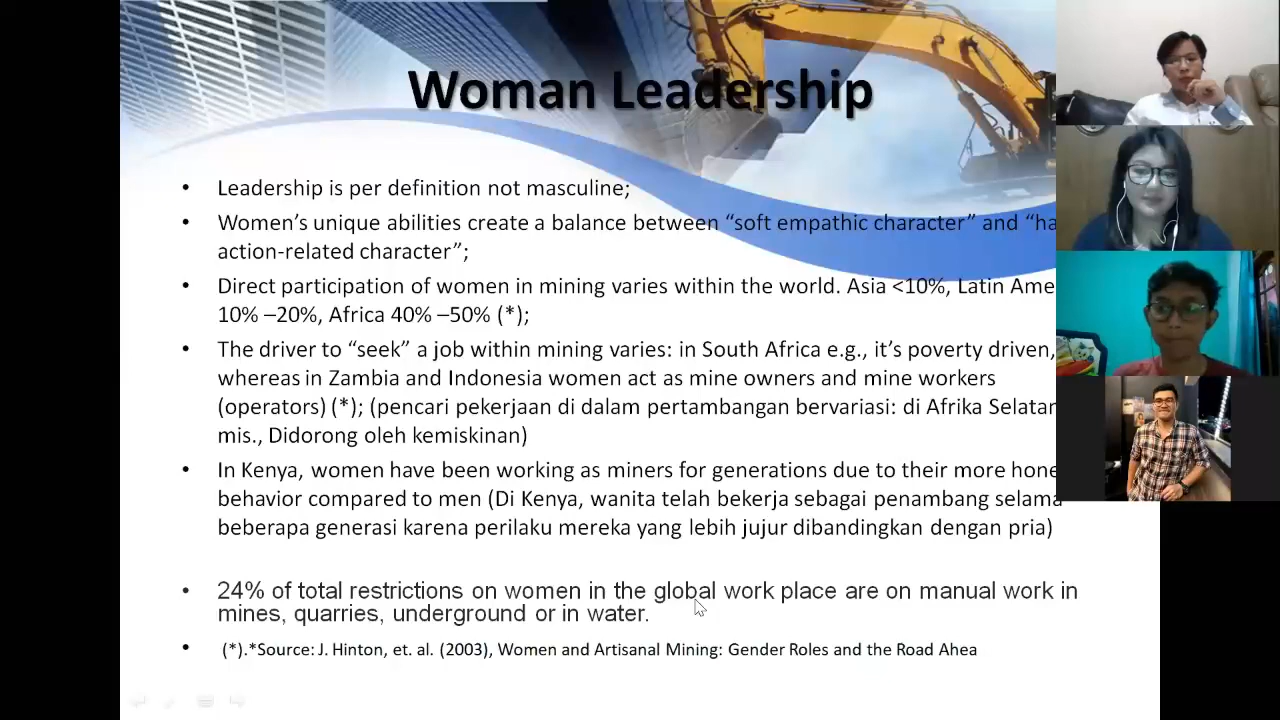 Woman Leadership
• Leadership is per definition not masculine;
• Women's unique abilities create a balance between “soft empathic character” and “ha
action-related character”;
• Direct participation of women in mining varies within the world. Asia <10%, Latin Ame
10% –20%, Africa 40% –50% (*);
• The driver to “seek” a job within mining varies: in South Africa e.g., it's poverty driven,
whereas in Zambia and Indonesia women act as mine owners and mine workers
(operators) (*); (pencari pekerjaan di dalam pertambangan bervariasi: di Afrika Selatan
mis., Didorong oleh kemiskinan)
• In Kenya, women have been working as miners for generations due to their more hone
behavior compared to men (Di Kenya, wanita telah bekerja sebagai penambang selama
beberapa generasi karena perilaku mereka yang lebih jujur dibandingkan dengan pria)
• 24% of total restrictions on women in the global work place are on manual work in
mines, quarries, underground or in water.
• (*).*Source: J. Hinton, et. al. (2003), Women and Artisanal Mining: Gender Roles and the Road Ahea